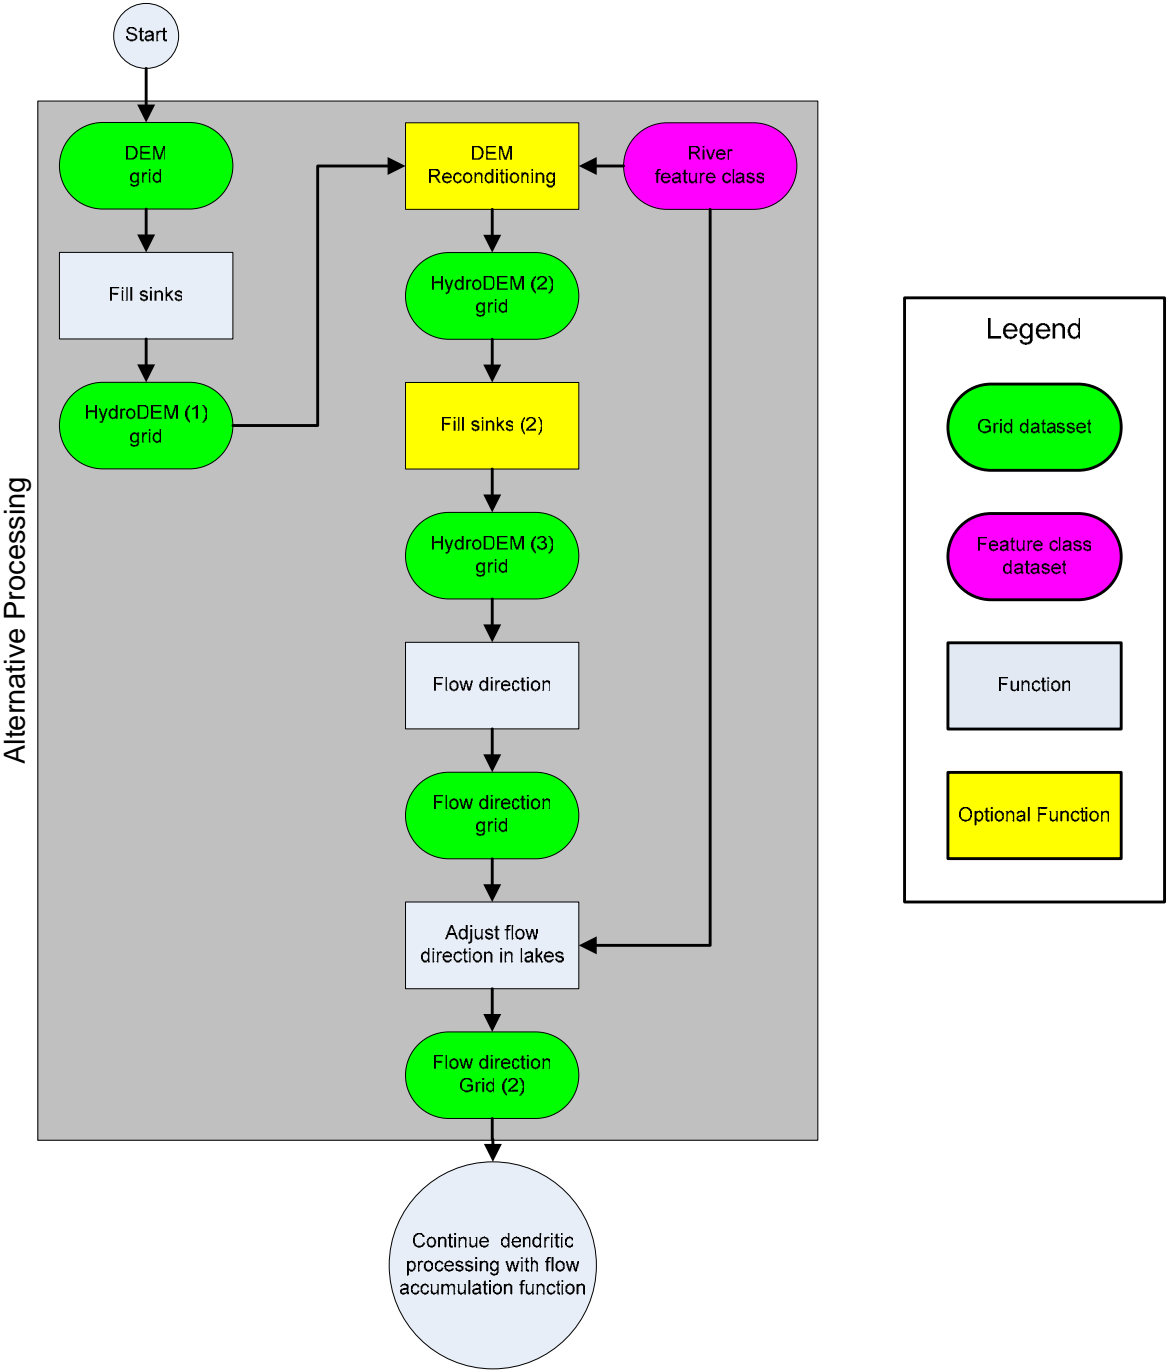 Start
DEM
grid
Fill sinks
HydroDEM (1)
grid
DEM
Reconditioning
River
feature class
HydroDEM (2)
grid
Fill sinks (2)
HydroDEM (3)
grid
Flow direction
Flow direction
grid
Adjust flow
direction in lakes
Flow direction
Grid (2)
Continue dendritic
processing with flow
accumulation function
Alternative Processing
Legend
Grid datasset
Feature class
dataset
Function
Optional Function